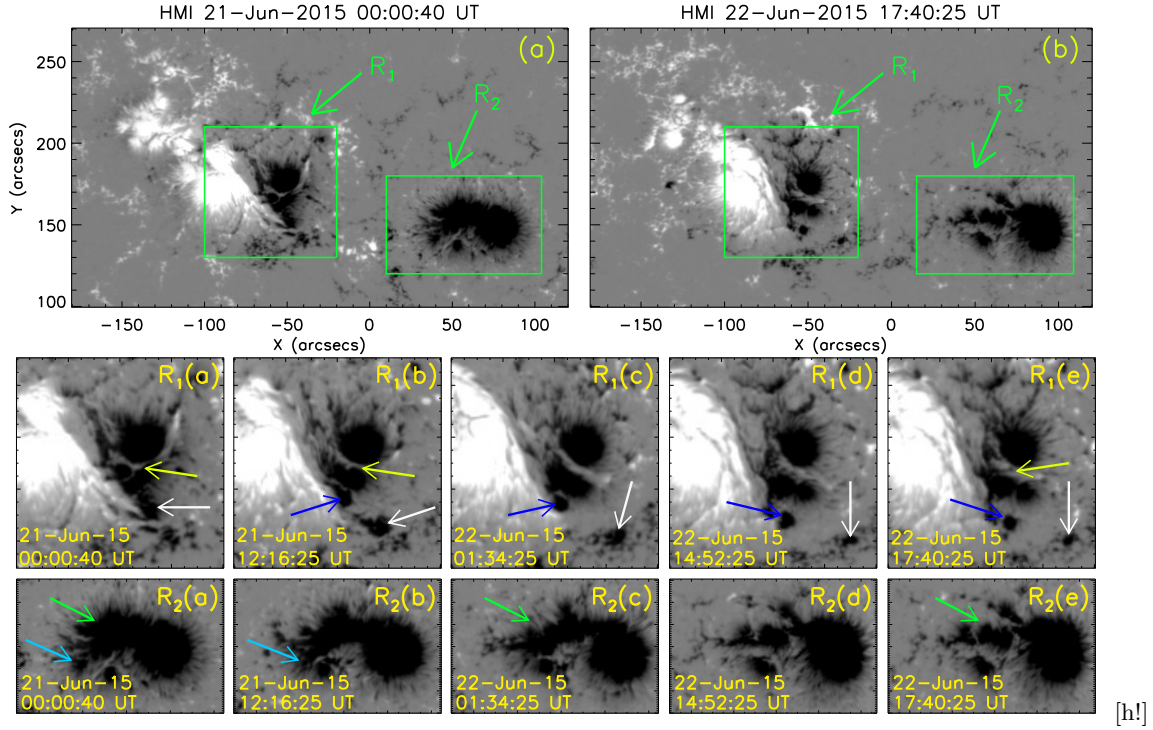 HMI 21-Jun-2015 00:00:40 UT
HMI 22-Jun-2015 17:40:25 UT
(a)
(b)
R1
R2
R1
R2
250
200
150
100
Y (arcsecs)
−150 −100 −50 0 50 100
−150 −100 −50 0 50 100
X (arcsecs)
X (arcsecs)
R1(a)
21-Jun-15
00:00:40 UT
R1(b)
21-Jun-15
12:16:25 UT
R1(c)
22-Jun-15
01:34:25 UT
R1(d)
22-Jun-15
14:52:25 UT
R1(e)
22-Jun-15
17:40:25 UT
R2(a)
21-Jun-15
00:00:40 UT
R2(b)
21-Jun-15
12:16:25 UT
R2(c)
22-Jun-15
01:34:25 UT
R2(d)
22-Jun-15
14:52:25 UT
R2(e)
22-Jun-15
17:40:25 UT
[h!]